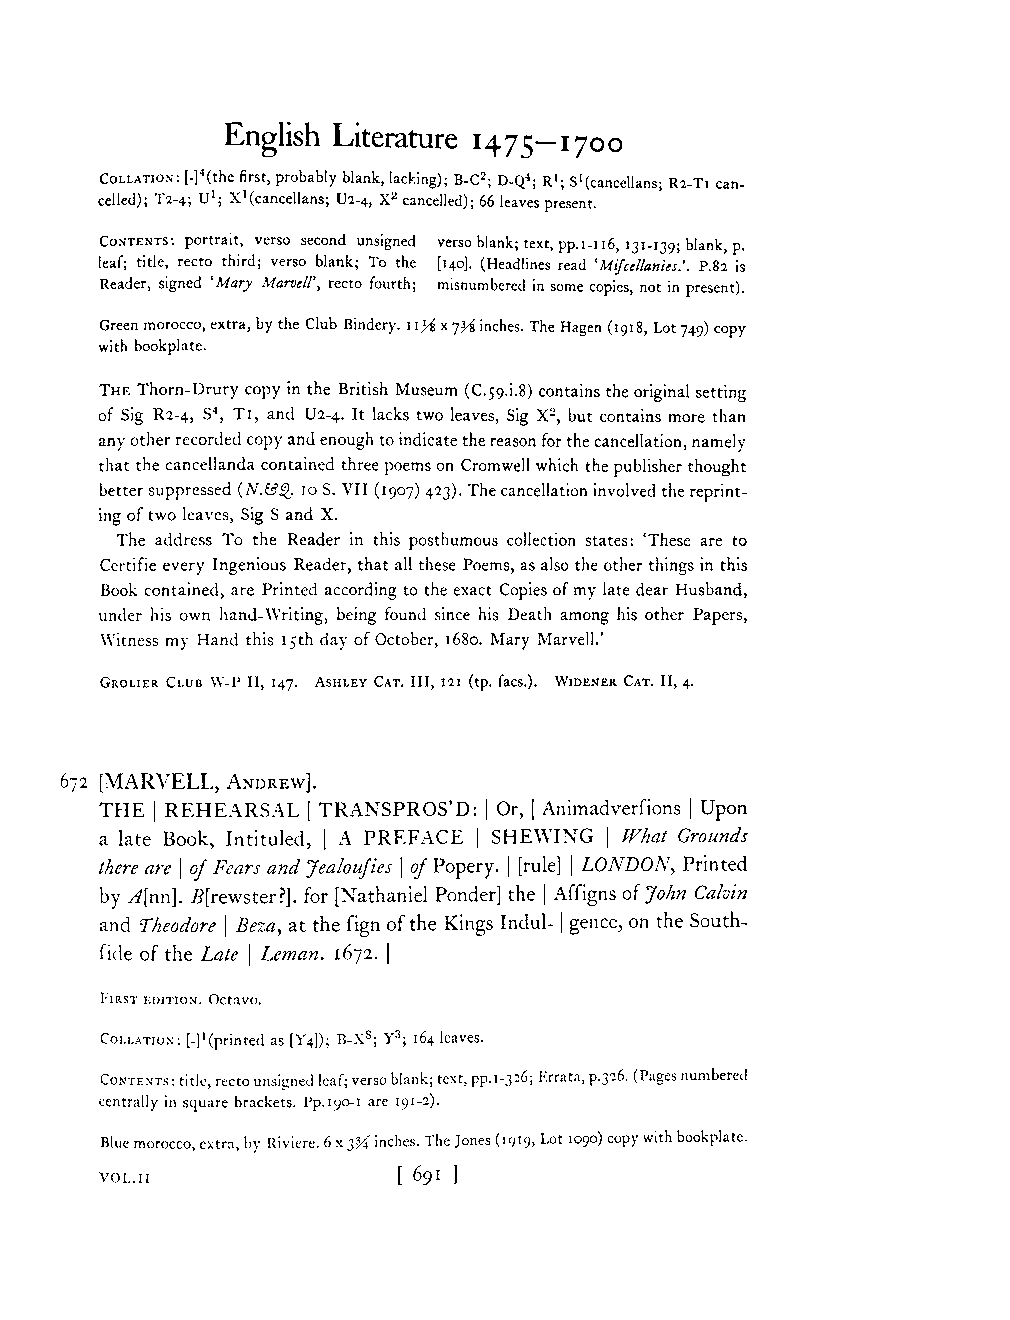 English Literature 1475—1700
COLLATION: [-]⁴(the first, probably blank, lacking); B-C²; D-Q⁴; R¹; S¹(cancellans; R2-T1 can-
celled); T2-4; U¹; X¹(cancellans; U2-4, X² cancelled); 66 leaves present.
CONTENTS: portrait, verso second unsigned
leaf; title, recto third; verso blank; To the
Reader, signed ‘Mary Marvell’, recto fourth;
verso blank; text, pp.1-116, 131-139; blank, p.
[140]. (Headlines read ‘Miſcellanies.’. P.82 is
misnumbered in some copies, not in present).
Green morocco, extra, by the Club Bindery. 11⅛ x 7⅜ inches. The Hagen (1918, Lot 749) copy
with bookplate.
THE Thorn-Drury copy in the British Museum (C.59.i.8) contains the original setting
of Sig R2-4, S⁴, T1, and U2-4. It lacks two leaves, Sig X², but contains more than
any other recorded copy and enough to indicate the reason for the cancellation, namely
that the cancellanda contained three poems on Cromwell which the publisher thought
better suppressed (N.&Q. 10 S. VII (1907) 423). The cancellation involved the reprint-
ing of two leaves, Sig S and X.
The address To the Reader in this posthumous collection states: ‘These are to
Certifie every Ingenious Reader, that all these Poems, as also the other things in this
Book contained, are Printed according to the exact Copies of my late dear Husband,
under his own hand-Writing, being found since his Death among his other Papers,
Witness my Hand this 15th day of October, 1680. Mary Marvell.’
GROLIER CLUB W-P II, 147. ASHLEY CAT. III, 121 (tp. facs.). WIDENER CAT. II, 4.
672 [MARVELL, ANDREW].
THE | REHEARSAL | TRANSPROS’D: | Or, | Animadverſions | Upon
a late Book, Intituled, | A PREFACE | SHEWING | What Grounds
there are | of Fears and Jealouſies | of Popery. | [rule] | LONDON, Printed
by A[nn]. B[rewster?]. for [Nathaniel Ponder] the | Aſſigns of John Calvin
and Theodore | Beza, at the ſign of the Kings Indul- | gence, on the South-
ſide of the Late | Leman. 1672. |
FIRST EDITION. Octavo.
COLLATION: [-]¹(printed as [Y4]); B-X⁸; Y³; 164 leaves.
CONTENTS: title, recto unsigned leaf; verso blank; text, pp.1-326; Errata, p.326. (Pages numbered
centrally in square brackets. Pp.190-1 are 191-2).
Blue morocco, extra, by Riviere. 6 x 3¾ inches. The Jones (1919, Lot 1090) copy with bookplate.
VOL.II [ 691 ]